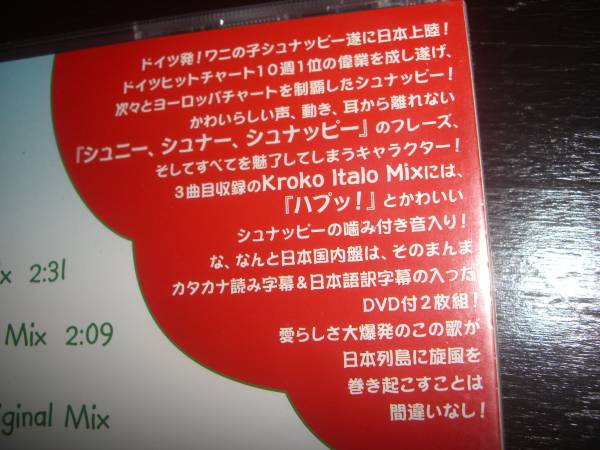 ドイツ発！ワニの子シュナッピー遂に日本上陸！
ドイツヒットチャート10週1位の偉業を成し遂げ、
次々とヨーロッパチャートを制覇したシュナッピー！
かわいらしい声、動き、耳から離れない
『シュニー、シュナー、シュナッピー』のフレーズ、
そしてすべてを魅了してしまうキャラクター！
3曲目収録のKroko Italo Mixには、
『ハプッ！』とかわいい
シュナッピーの噛み付き音入り！
な、なんと日本国内盤は、そのまんま
カタカナ読み字幕&日本語訳字幕の入った
DVD付2枚組！
愛らしさ大爆発のこの歌が
日本列島に旋風を
巻き起こすことは
間違いなし！
x 2:31
Mix 2:09
iginal Mix